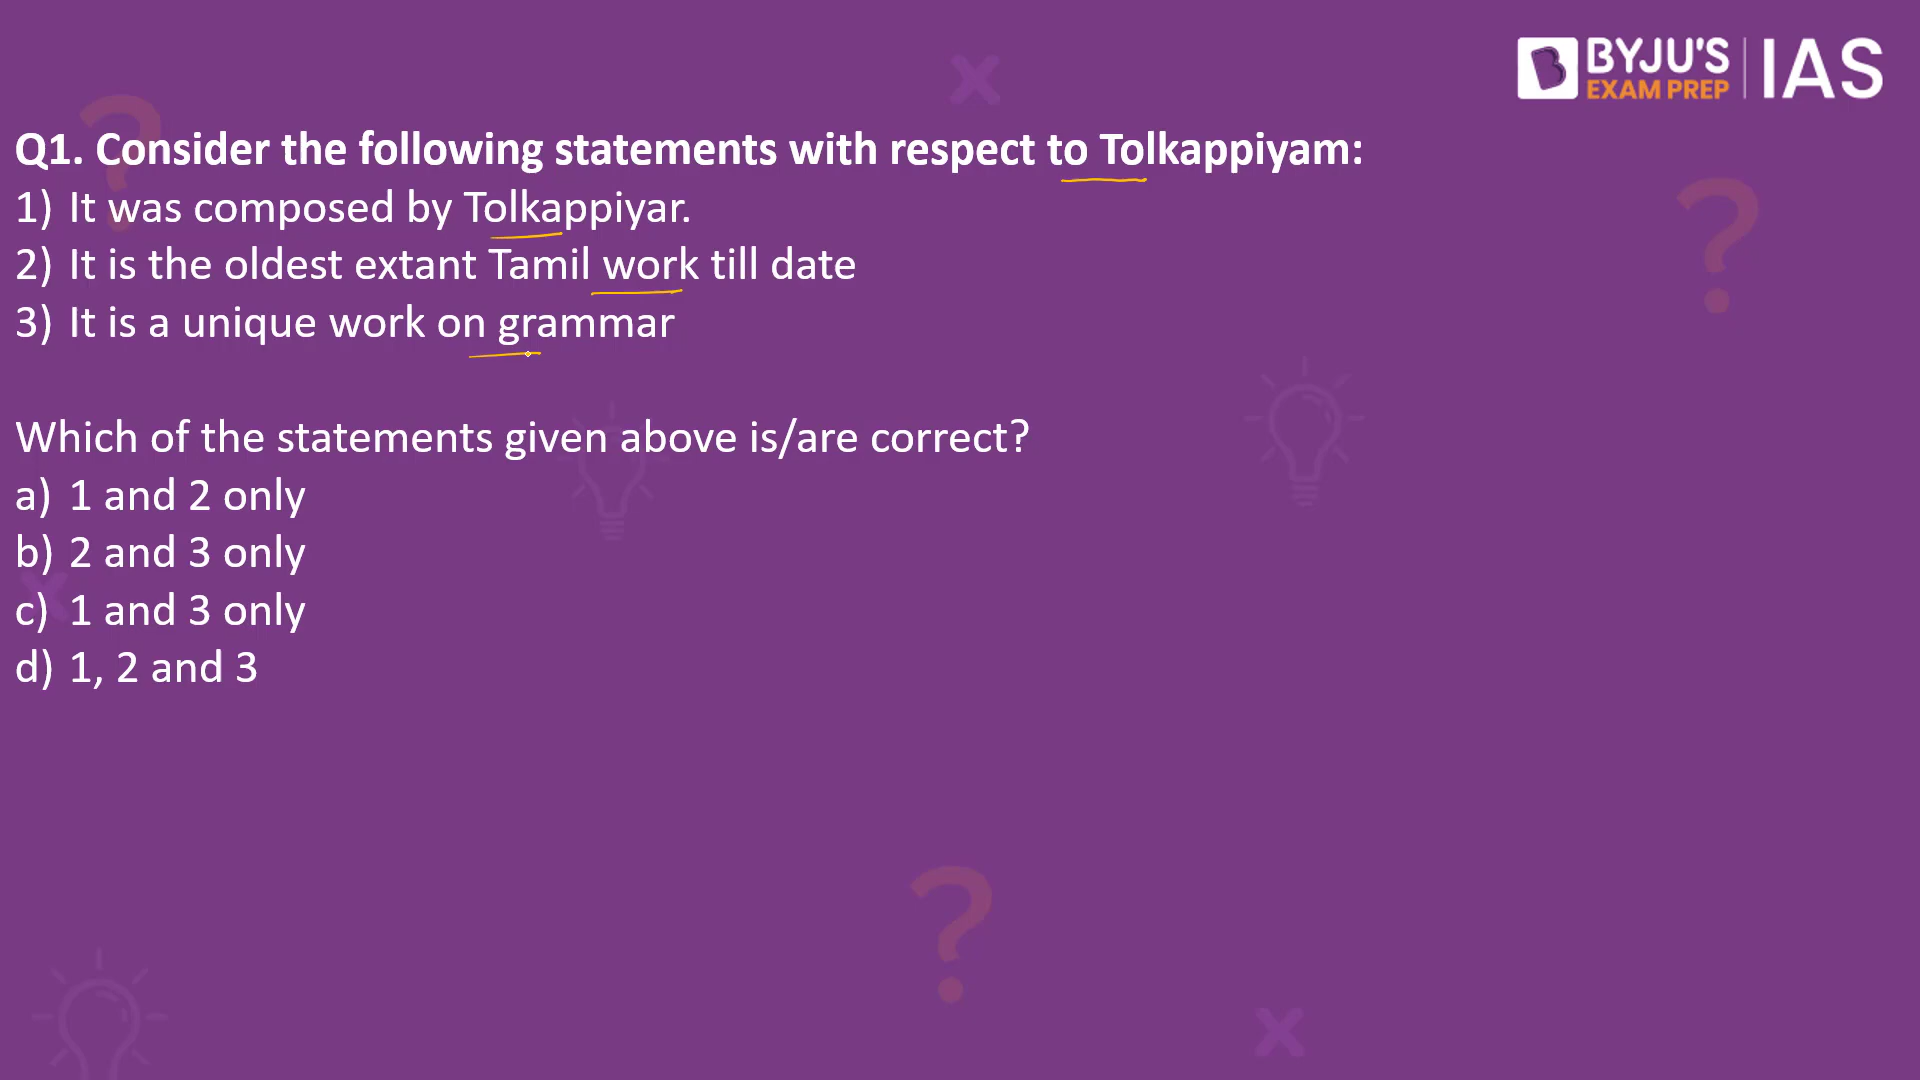 BYJU'S
EXAM PREP
IAS
Q1. Consider the following statements with respect to Tolkappiyam:
1) It was composed by Tolkappiyar.
2) It is the oldest extant Tamil work till date
3) It is a unique work on grammar
Which of the statements given above is/are correct?
a) 1 and 2 only
b) 2 and 3 only
c) 1 and 3 only
d) 1, 2 and 3